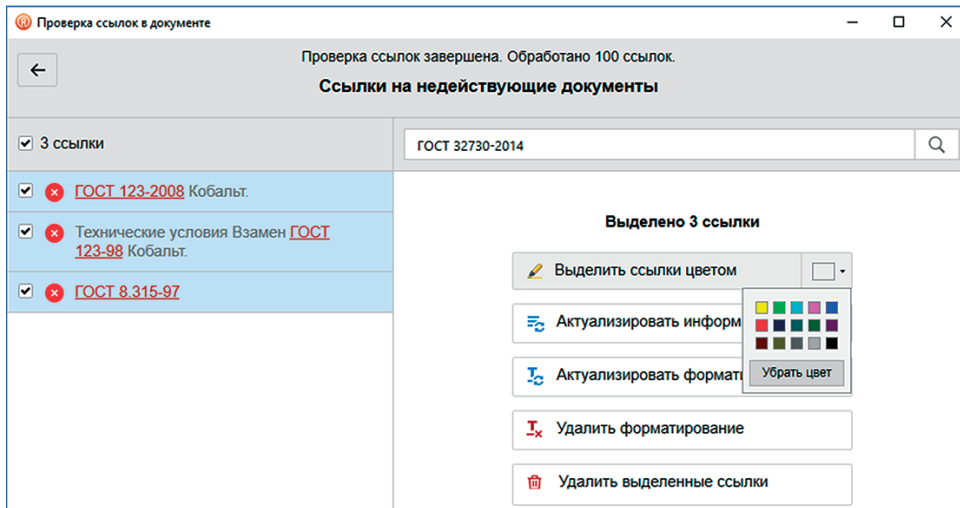 Проверка ссылок в документе
Проверка ссылок завершена. Обработано 100 ссылок.
Ссылки на недействующие документы
3 ссылки
ГОСТ 32730-2014
ГОСТ 123-2008 Кобальт.
Технические условия Взамен ГОСТ
123-98 Кобальт.
ГОСТ 8.315-97
Выделено 3 ссылки
Выделить ссылки цветом
Актуализировать информ
Актуализировать формати
Убрать цвет
Удалить форматирование
Удалить выделенные ссылки